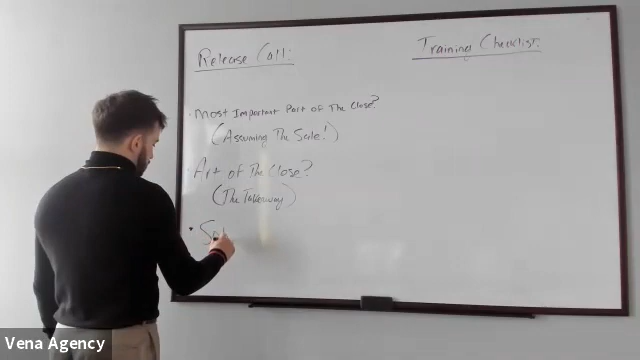 Release Call:
Training Checklist:
• Most Important Part of The Close?
(Assuming The Sale!)
Art of The Close?
(The Takeaway)
•
Vena Agency